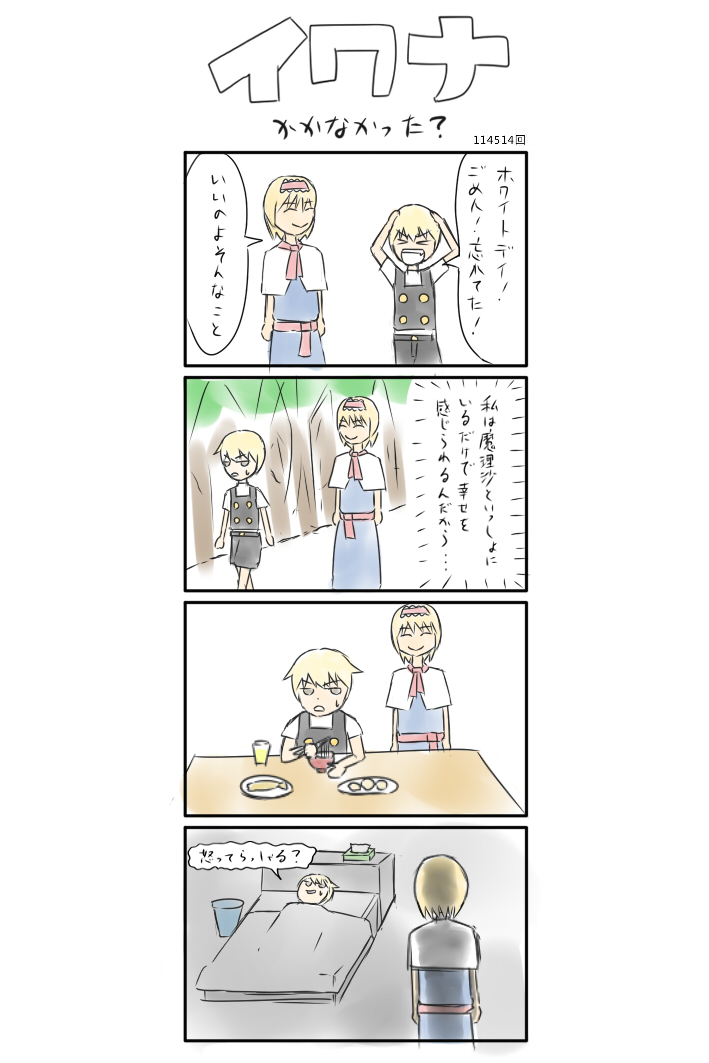 イワナ
かかなかった?
114514回
ホワイトデイ!
ごめん!忘れてた!
いいのよそんなこと
私は魔理沙といっしょに
いるだけで幸せを
感じられるんだから…
怒ってらっしゃる?